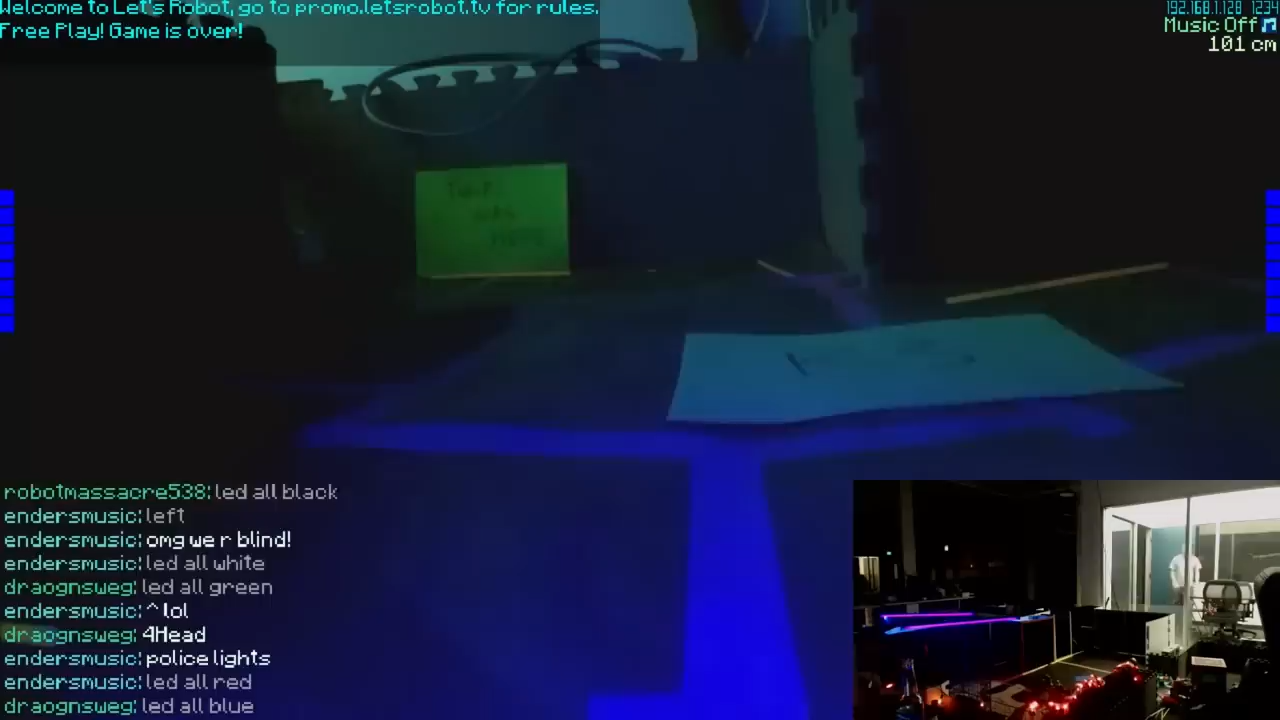 Welcome to Let's Robot, go to promo.letsrobot.tv for rules.
Free Play! Game is over!
192.168.1.128 1234
Music Off
101 cm
robotmassacre538: led all black
endersmusic: left
endersmusic: omg we r blind!
endersmusic: led all white
draognsweg: led all green
endersmusic: ^ lol
draognsweg: 4Head
endersmusic: police lights
endersmusic: led all red
draognsweg: led all blue